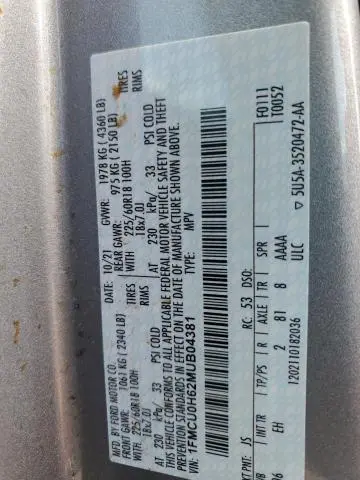 MFD. BY FORD MOTOR CO.
DATE: 10/21 GVWR: 1978 KG ( 4360 LB)
FRONT GAWR: 1061 KG ( 2340 LB) REAR GAWR: 975 KG ( 2150 LB)
WITH 225/60R18 100H TIRES WITH 225/60R18 100H TIRES
18x7.0J RIMS 18x7.0J RIMS
AT 230 kPa/ 33 PSI COLD AT 230 kPa/ 33 PSI COLD
THIS VEHICLE CONFORMS TO ALL APPLICABLE FEDERAL MOTOR VEHICLE SAFETY AND THEFT
PREVENTION STANDARDS IN EFFECT ON THE DATE OF MANUFACTURE SHOWN ABOVE.
VIN: 1FMCU0H62MUB04381 TYPE: MPV
F0111
T0052
EXT PNT: JS RC: 53 DSO:
INT TR TP/PS R AXLE TR SPR
EH 2 81 8 AAAA
1202110182036 ULC
5U5A-3520472-AA